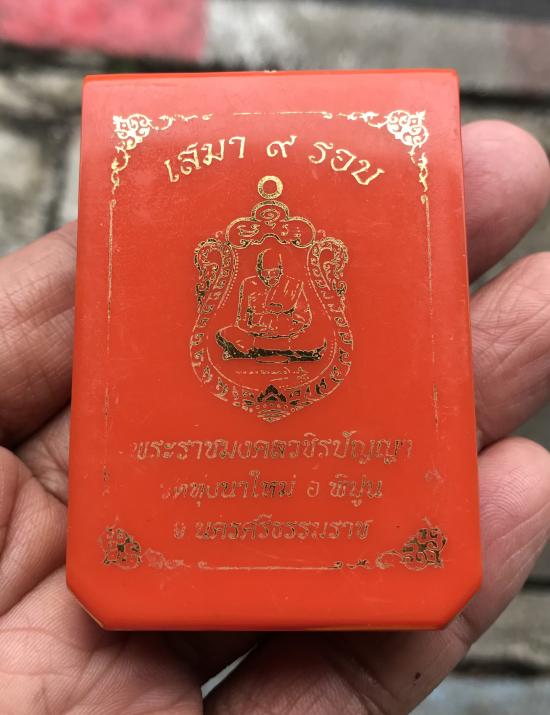 เสมา ๙ รอบ
พระราชมงคลวชิรปัญญา
วัดทุ่งนาใหม่ อ พิปูน
จ นครศรีธรรมราช